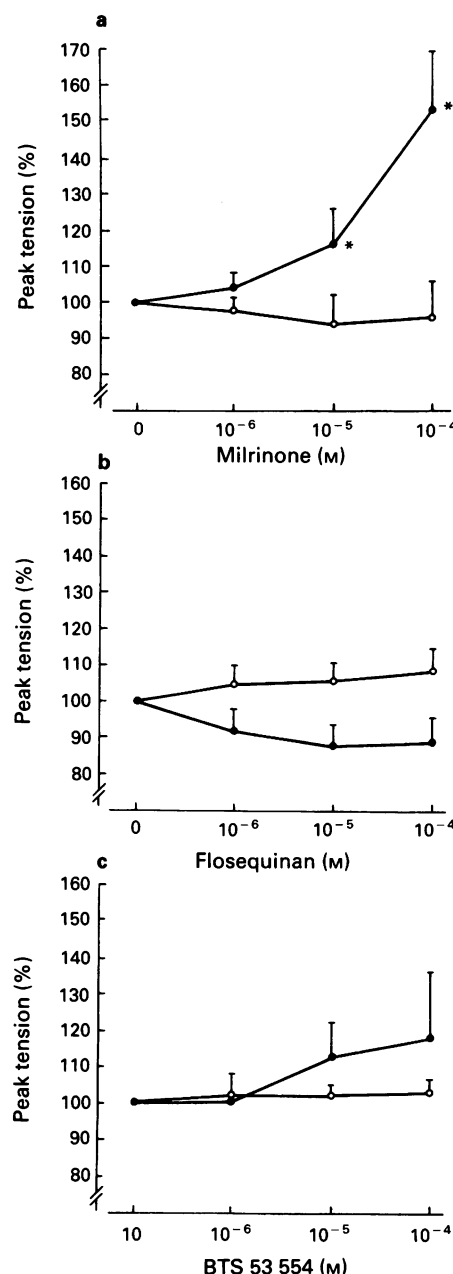 a
170
160
150
140
130
120
110
100
90
80
Peak tension (%)
*
*
0 10⁻⁶ 10⁻⁵ 10⁻⁴
Milrinone (M)
b
160
150
140
130
120
110
100
90
80
Peak tension (%)
0 10⁻⁶ 10⁻⁵ 10⁻⁴
Flosequinan (M)
c
160
150
140
130
120
110
100
90
80
Peak tension (%)
10 10⁻⁶ 10⁻⁵ 10⁻⁴
BTS 53 554 (M)